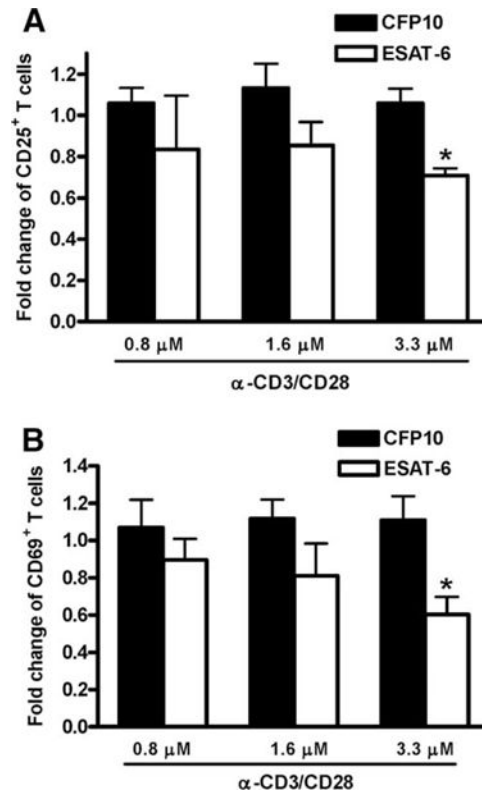 A
CFP10
ESAT-6
Fold change of CD25+ T cells
1.2
1.0
0.8
0.6
0.4
0.2
0.0
*
0.8 μM 1.6 μM 3.3 μM
α-CD3/CD28
B
CFP10
ESAT-6
Fold change of CD69+ T cells
1.4
1.2
1.0
0.8
0.6
0.4
0.2
0.0
*
0.8 μM 1.6 μM 3.3 μM
α-CD3/CD28